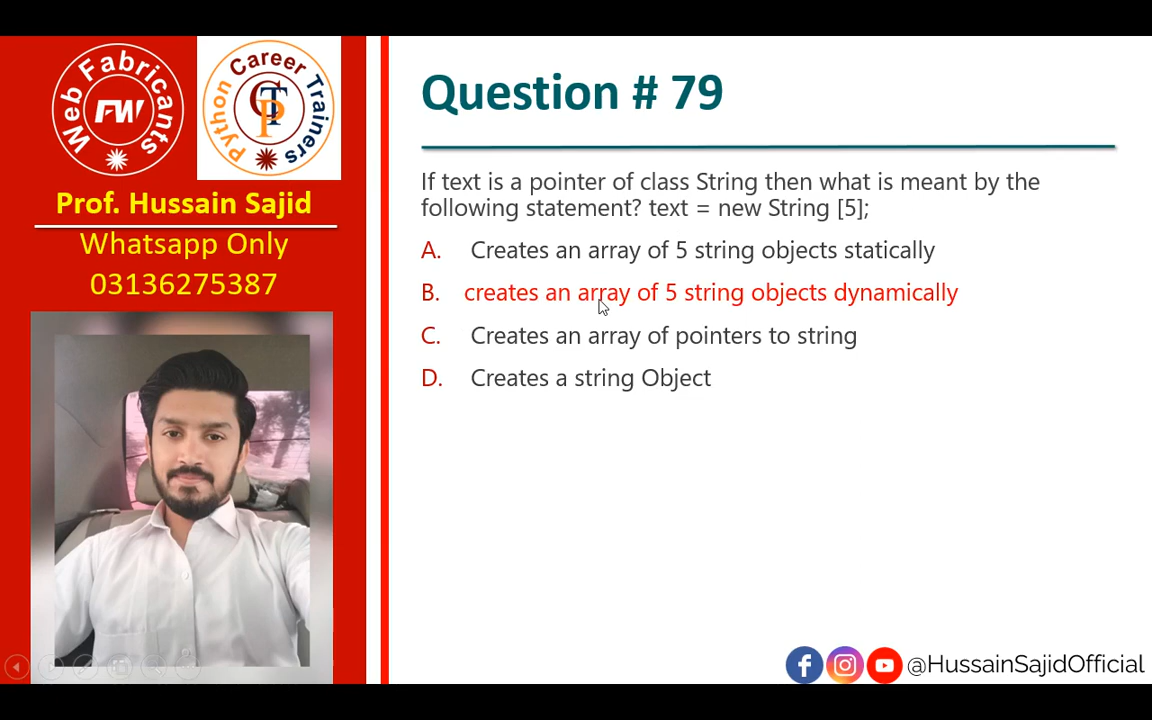 Web Fabricants
FW
Python Career Trainers
CTP
Prof. Hussain Sajid
Whatsapp Only
03136275387
Question # 79
If text is a pointer of class String then what is meant by the
following statement? text = new String [5];
A. Creates an array of 5 string objects statically
B. creates an array of 5 string objects dynamically
C. Creates an array of pointers to string
D. Creates a string Object
@HussainSajidOfficial